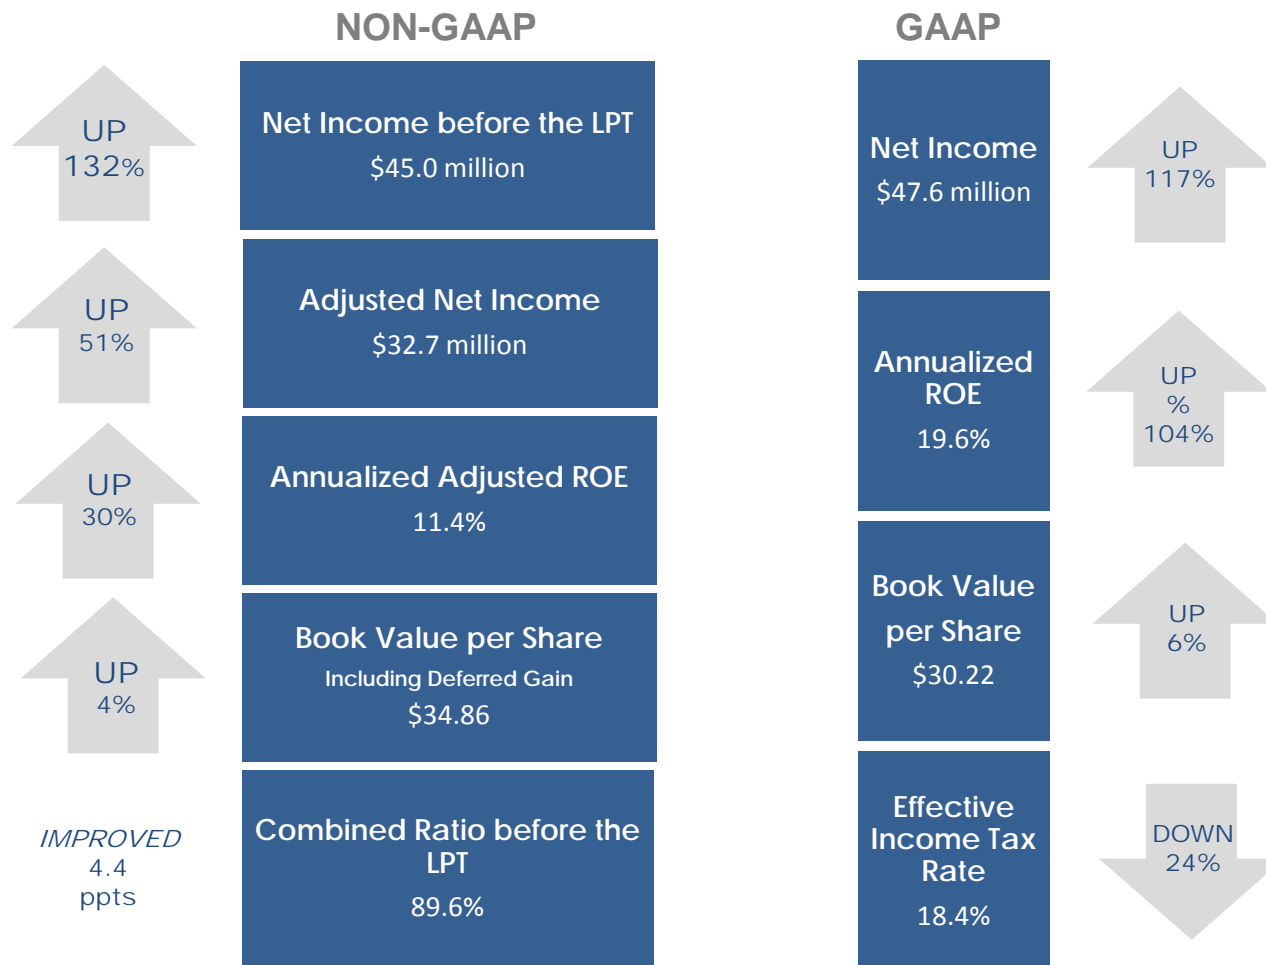 NON-GAAP
UP
132%
Net Income before the LPT
$45.0 million
UP
51%
Adjusted Net Income
$32.7 million
UP
30%
Annualized Adjusted ROE
11.4%
UP
4%
Book Value per Share
Including Deferred Gain
$34.86
IMPROVED
4.4
ppts
Combined Ratio before the
LPT
89.6%
GAAP
Net Income
$47.6 million
UP
117%
Annualized
ROE
19.6%
UP
%
104%
Book Value
per Share
$30.22
UP
6%
Effective
Income Tax
Rate
18.4%
DOWN
24%